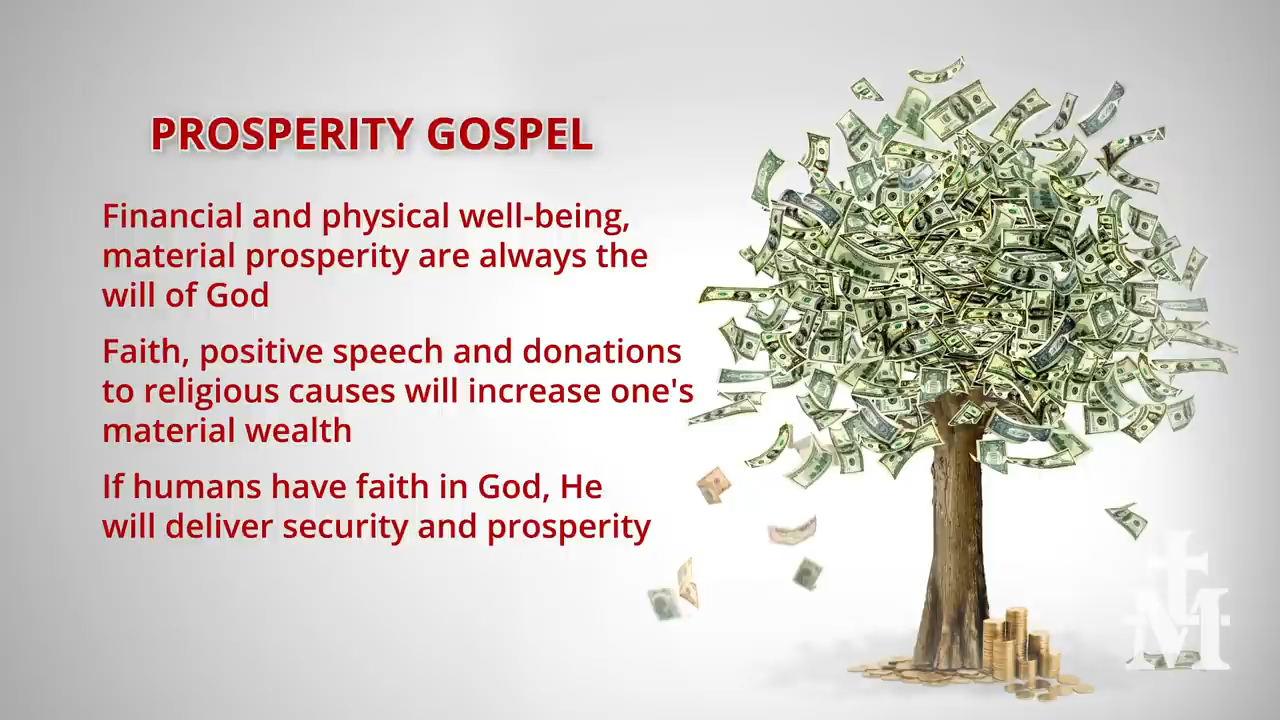 PROSPERITY GOSPEL
Financial and physical well-being,
material prosperity are always the
will of God
Faith, positive speech and donations
to religious causes will increase one's
material wealth
If humans have faith in God, He
will deliver security and prosperity
M